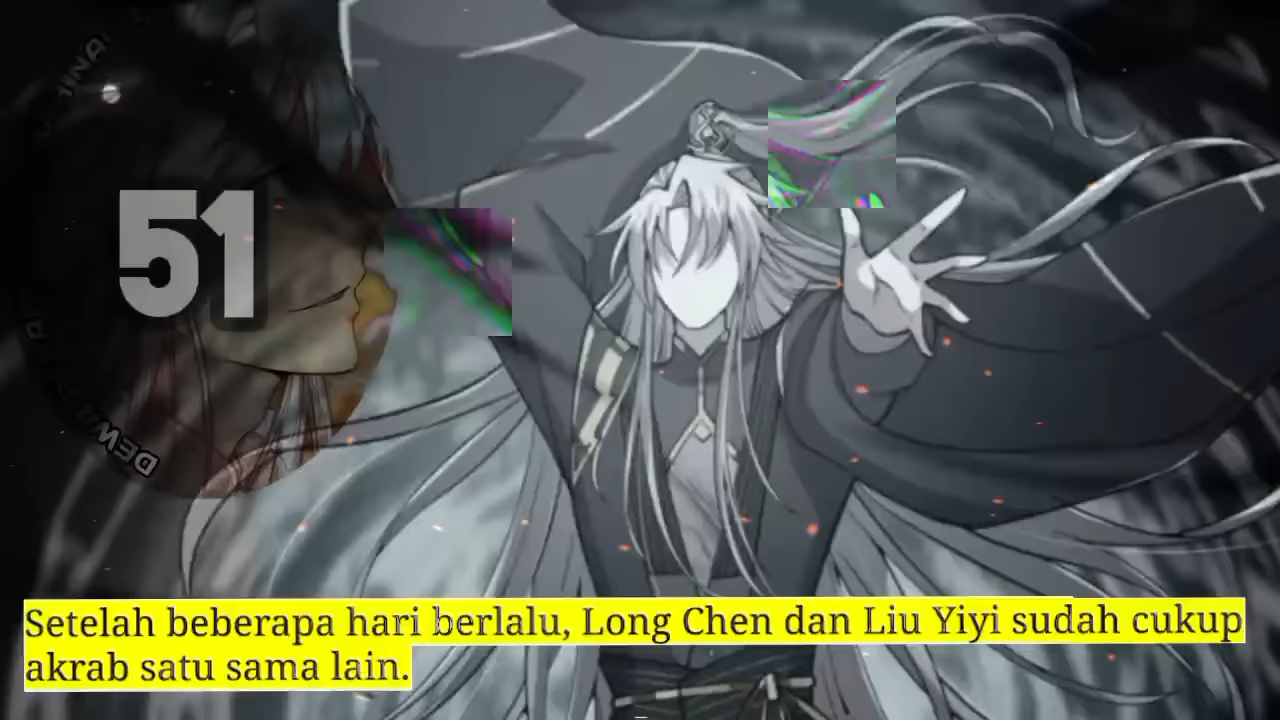 51
Setelah beberapa hari berlalu, Long Chen dan Liu Yiyi sudah cukup
akrab satu sama lain.